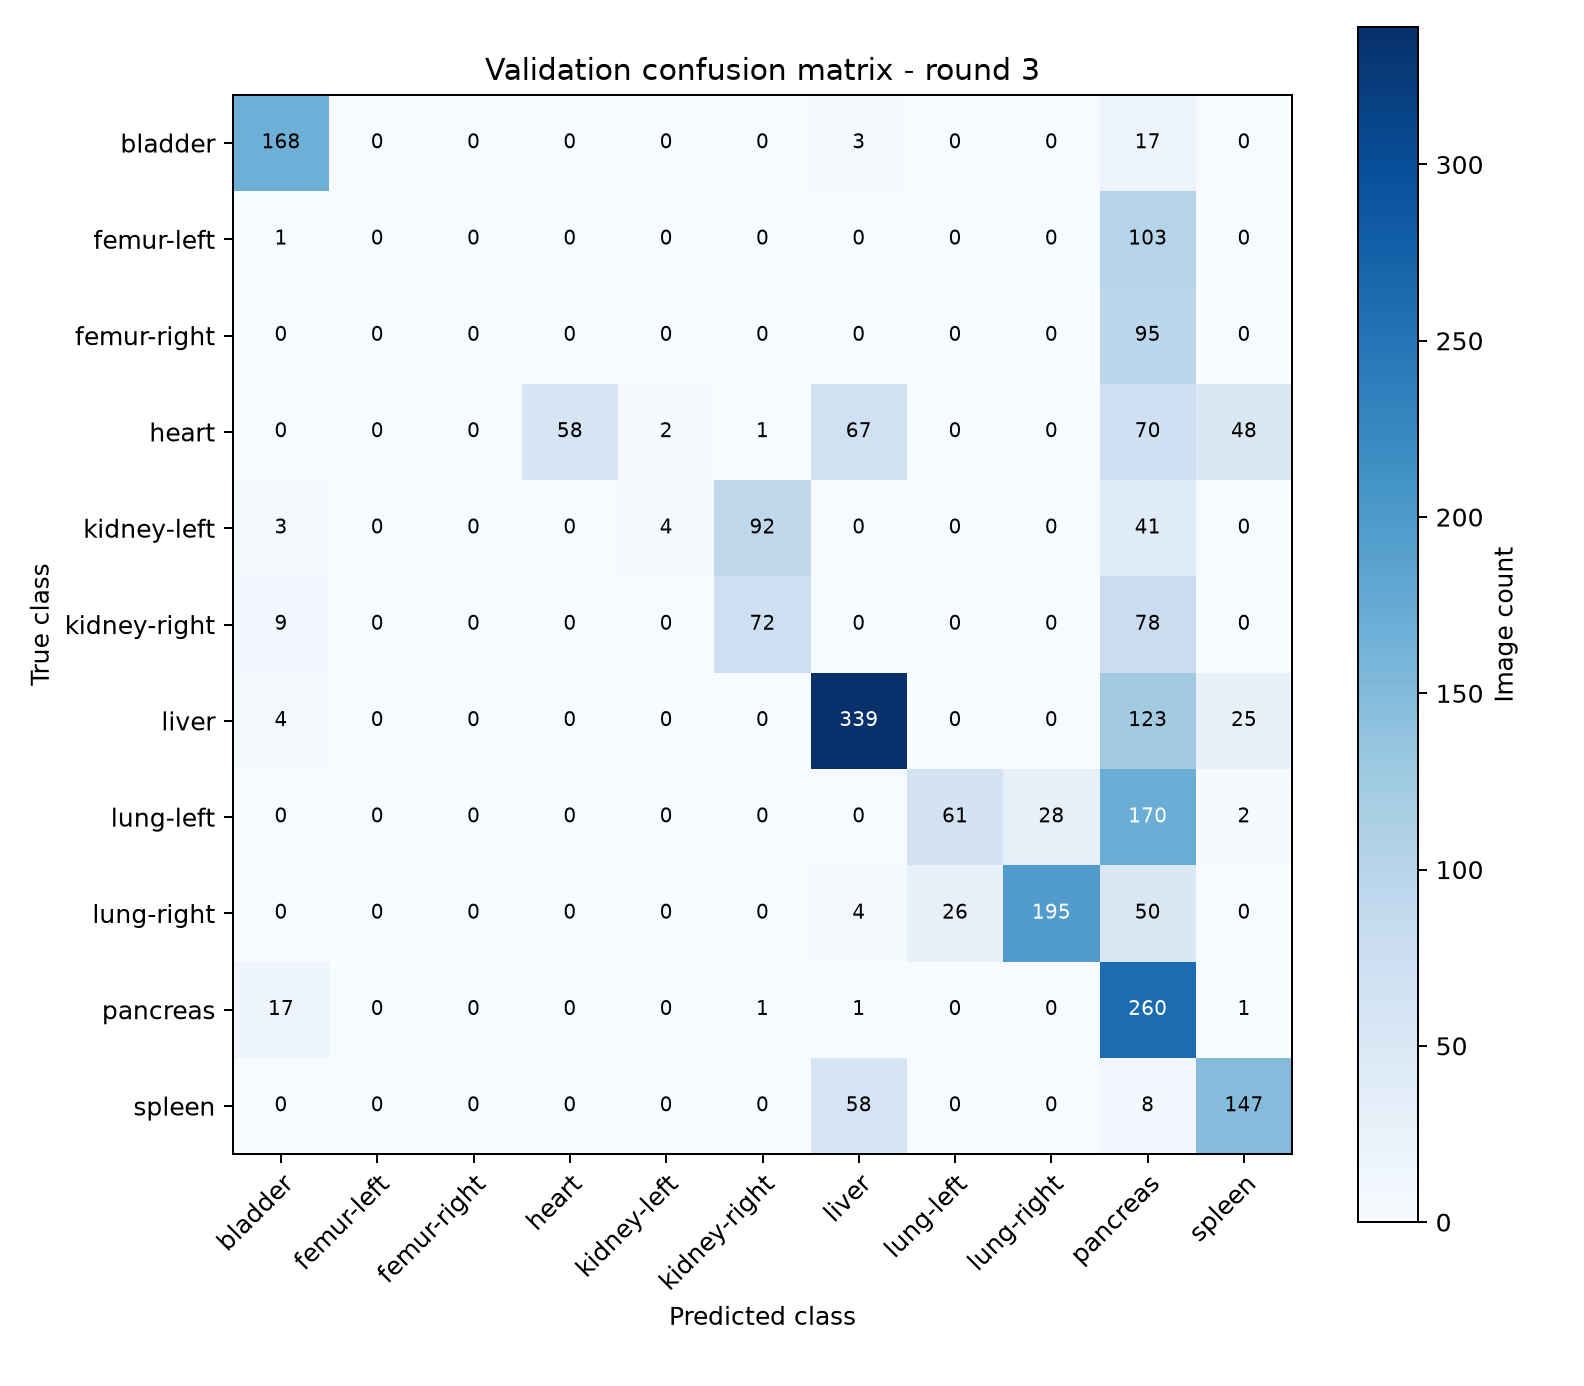 Validation confusion matrix - round 3
bladder 168 0 0 0 0 0 3 0 0 17 0
femur-left 1 0 0 0 0 0 0 0 0 103 0
femur-right 0 0 0 0 0 0 0 0 0 95 0
heart 0 0 0 58 2 1 67 0 0 70 48
kidney-left 3 0 0 0 4 92 0 0 0 41 0
kidney-right 9 0 0 0 0 72 0 0 0 78 0
liver 4 0 0 0 0 0 339 0 0 123 25
lung-left 0 0 0 0 0 0 0 61 28 170 2
lung-right 0 0 0 0 0 0 4 26 195 50 0
pancreas 17 0 0 0 0 1 1 0 0 260 1
spleen 0 0 0 0 0 0 58 0 0 8 147
True class
bladder femur-left femur-right heart kidney-left kidney-right liver lung-left lung-right pancreas spleen
Predicted class
300
250
200
150
100
50
0
Image count